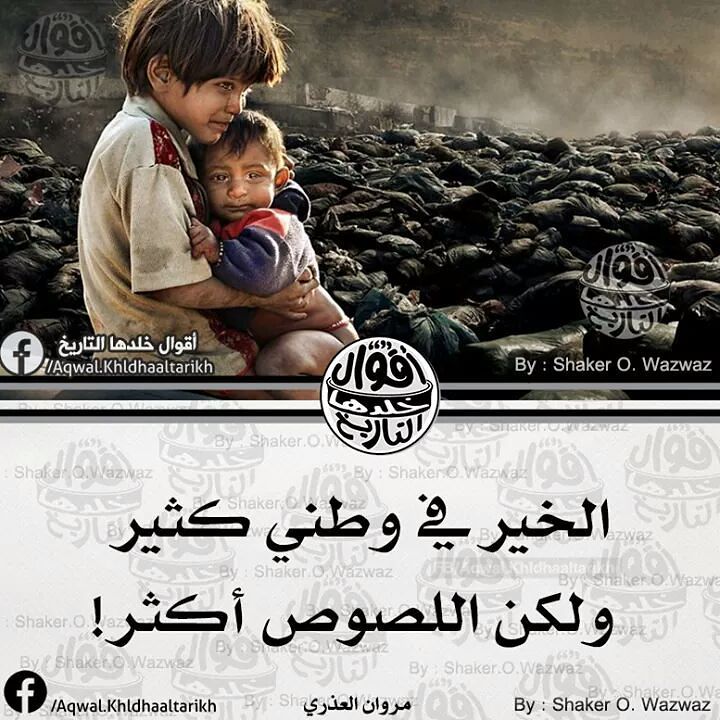 أقوال خلدها التاريخ
/Aqwal.Khldhaaltarikh
By : Shaker O. Wazwaz
أقوال
خلدها
التاريخ
الخير في وطني كثير
ولكن اللصوص أكثر!
/Aqwal.Khldhaaltarikh
مروان العذري
By : Shaker O. Wazwaz